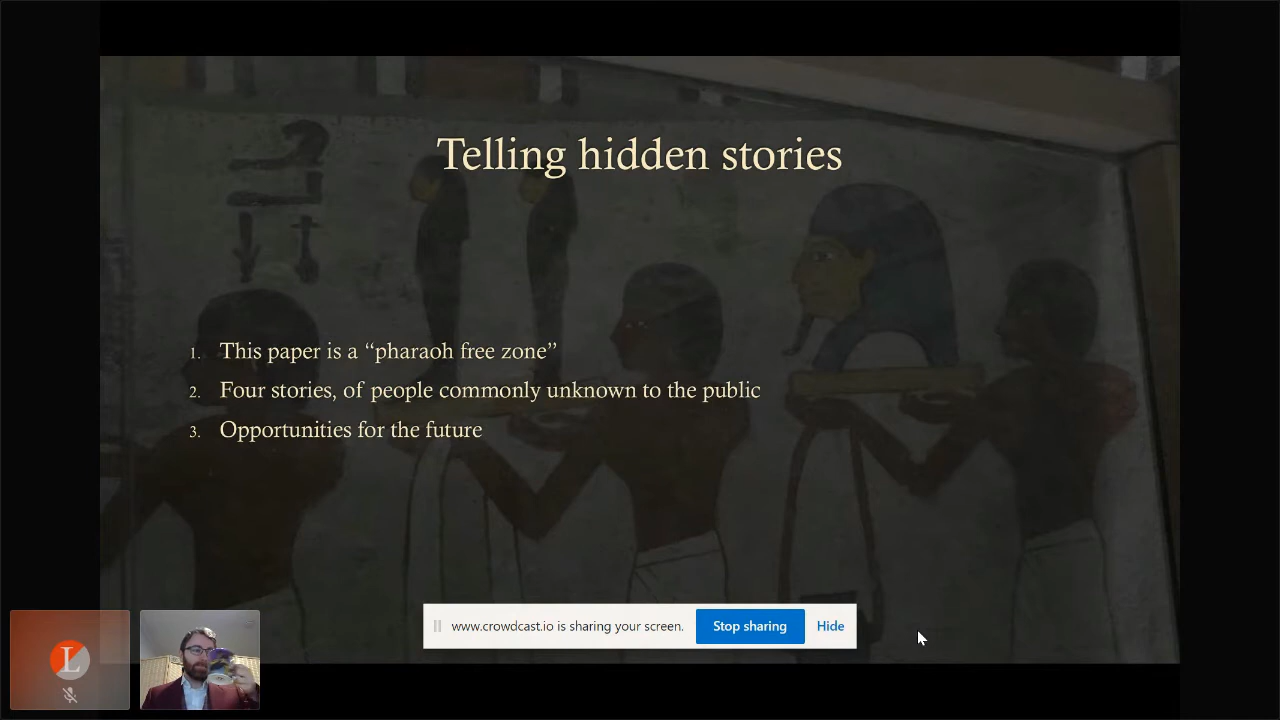 Telling hidden stories
1. This paper is a “pharaoh free zone”
2. Four stories, of people commonly unknown to the public
3. Opportunities for the future
www.crowdcast.io is sharing your screen.
Stop sharing
Hide
L